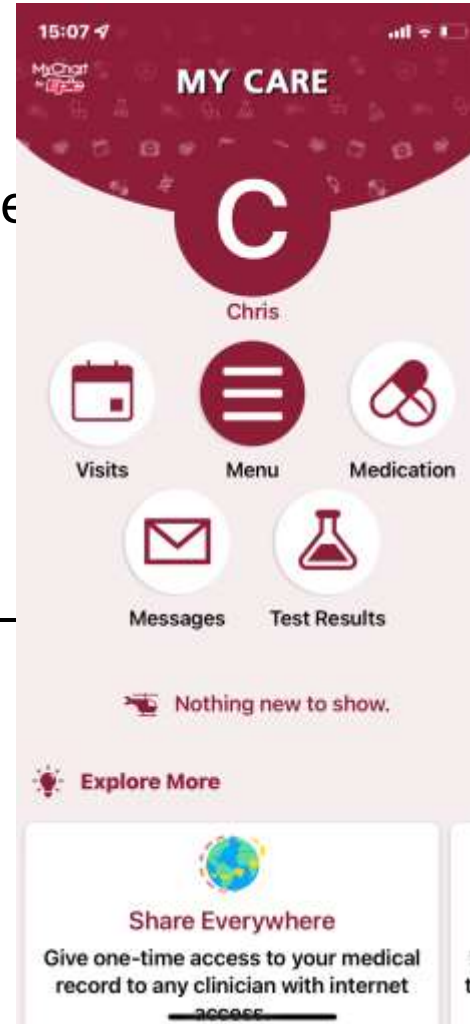 15:07
MyChart
by Epic
MY CARE
C
Chris
Visits
Menu
Medication
Messages
Test Results
Nothing new to show.
Explore More
Share Everywhere
Give one-time access to your medical
record to any clinician with internet
access.